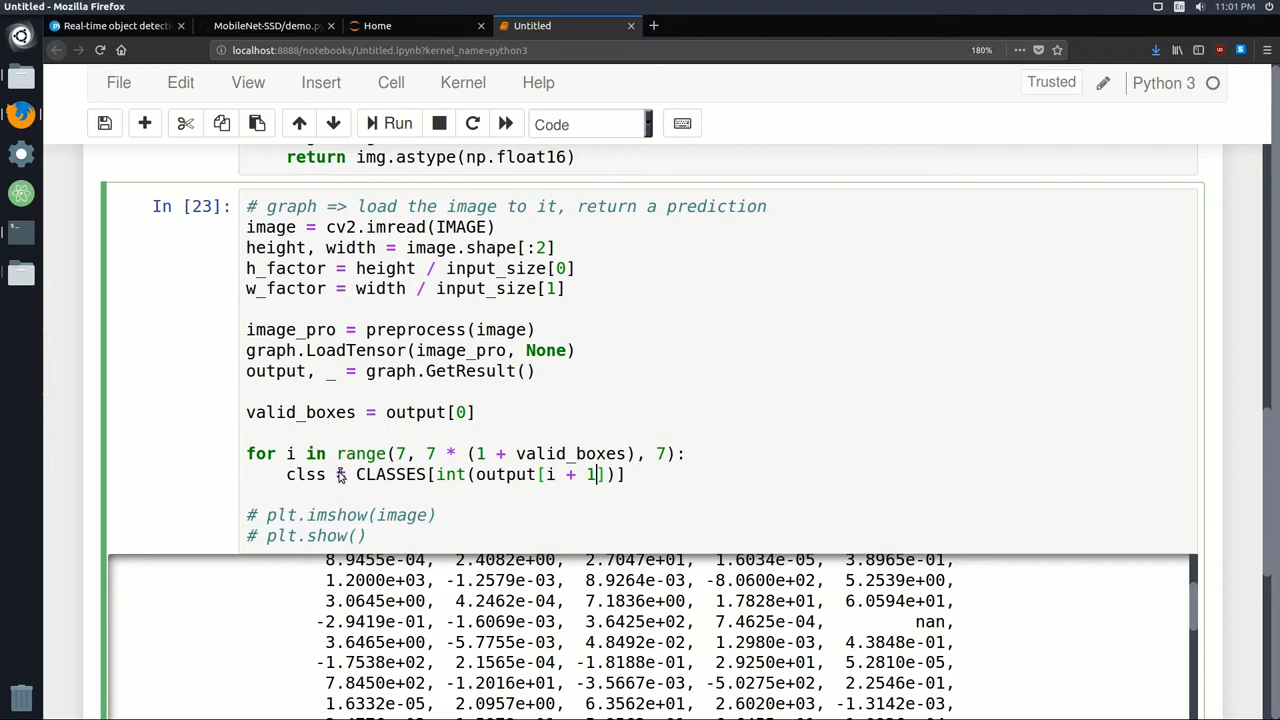 Untitled - Mozilla Firefox
En
11:01 PM
Real-time object detecti
MobileNet-SSD/demo.p
Home
Untitled
localhost:8888/notebooks/Untitled.ipynb?kernel_name=python3
180%
File Edit View Insert Cell Kernel Help
Trusted
Python 3
Run
Code
return img.astype(np.float16)
In [23]:
# graph => load the image to it, return a prediction
image = cv2.imread(IMAGE)
height, width = image.shape[:2]
h_factor = height / input_size[0]
w_factor = width / input_size[1]
image_pro = preprocess(image)
graph.LoadTensor(image_pro, None)
output, _ = graph.GetResult()
valid_boxes = output[0]
for i in range(7, 7 * (1 + valid_boxes), 7):
clss = CLASSES[int(output[i + 1])]
# plt.imshow(image)
# plt.show()
8.9455e-04, 2.4082e+00, 2.7047e+01, 1.6034e-05, 3.8965e-01,
1.2000e+03, -1.2579e-03, 8.9264e-03, -8.0600e+02, 5.2539e+00,
3.0645e+00, 4.2462e-04, 7.1836e+00, 1.7828e+01, 6.0594e+01,
-2.9419e-01, -1.6069e-03, 3.6425e+02, 7.4625e-04, nan,
3.6465e+00, -5.7755e-03, 4.8492e-02, 1.2980e-03, 4.3848e-01,
-1.7538e+02, 2.1565e-04, -1.8188e-01, 2.9250e+01, 5.2810e-05,
7.8450e+02, -1.2016e+01, -3.5667e-03, -5.0275e+02, 2.2546e-01,
1.6332e-05, 2.0957e+00, 4.6570e+00, 1.9485e+01, -1.3142e-03,